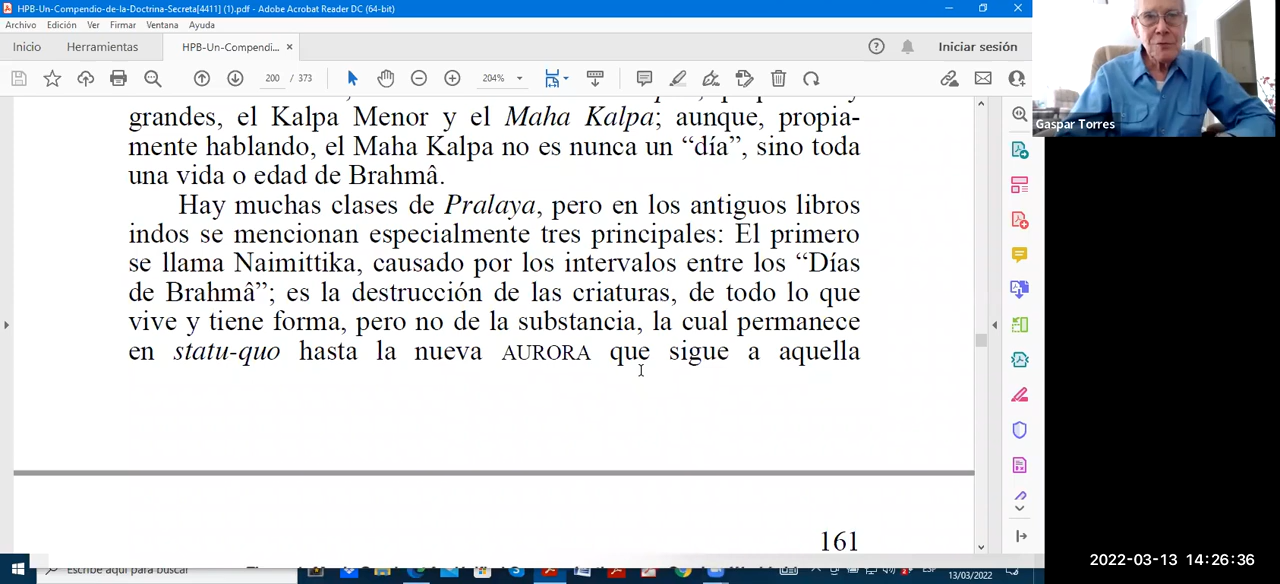 HPB-Un-Compendio-de-la-Doctrina-Secreta[4411] (1).pdf - Adobe Acrobat Reader DC (64-bit)
Archivo Edición Ver Firmar Ventana Ayuda
Inicio Herramientas HPB-Un-Compendi... × Iniciar sesión
200 / 373 204%
grandes, el Kalpa Menor y el Maha Kalpa; aunque, propia-
mente hablando, el Maha Kalpa no es nunca un “día”, sino toda
una vida o edad de Brahmâ.
Hay muchas clases de Pralaya, pero en los antiguos libros
indos se mencionan especialmente tres principales: El primero
se llama Naimittika, causado por los intervalos entre los “Días
de Brahmâ”; es la destrucción de las criaturas, de todo lo que
vive y tiene forma, pero no de la substancia, la cual permanece
en statu-quo hasta la nueva AURORA que sigue a aquella
161
Gaspar Torres
Escribe aquí para buscar
13/03/2022
2022-03-13 14:26:36